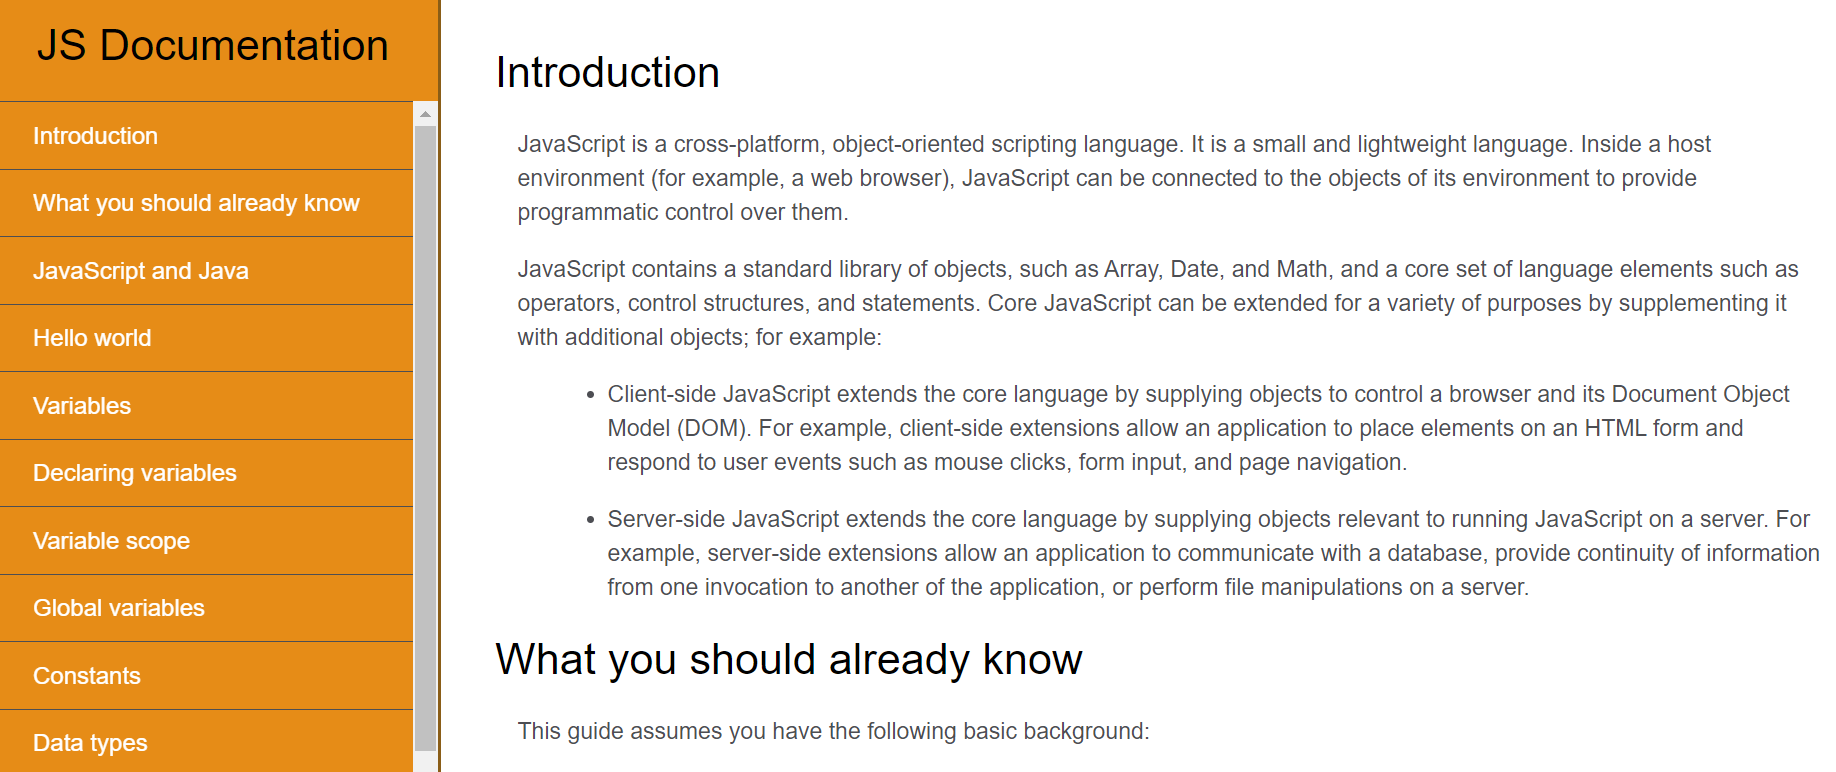 JS Documentation
Introduction
What you should already know
JavaScript and Java
Hello world
Variables
Declaring variables
Variable scope
Global variables
Constants
Data types
Introduction
JavaScript is a cross-platform, object-oriented scripting language. It is a small and lightweight language. Inside a host
environment (for example, a web browser), JavaScript can be connected to the objects of its environment to provide
programmatic control over them.
JavaScript contains a standard library of objects, such as Array, Date, and Math, and a core set of language elements such as
operators, control structures, and statements. Core JavaScript can be extended for a variety of purposes by supplementing it
with additional objects; for example:
• Client-side JavaScript extends the core language by supplying objects to control a browser and its Document Object
Model (DOM). For example, client-side extensions allow an application to place elements on an HTML form and
respond to user events such as mouse clicks, form input, and page navigation.
• Server-side JavaScript extends the core language by supplying objects relevant to running JavaScript on a server. For
example, server-side extensions allow an application to communicate with a database, provide continuity of information
from one invocation to another of the application, or perform file manipulations on a server.
What you should already know
This guide assumes you have the following basic background: